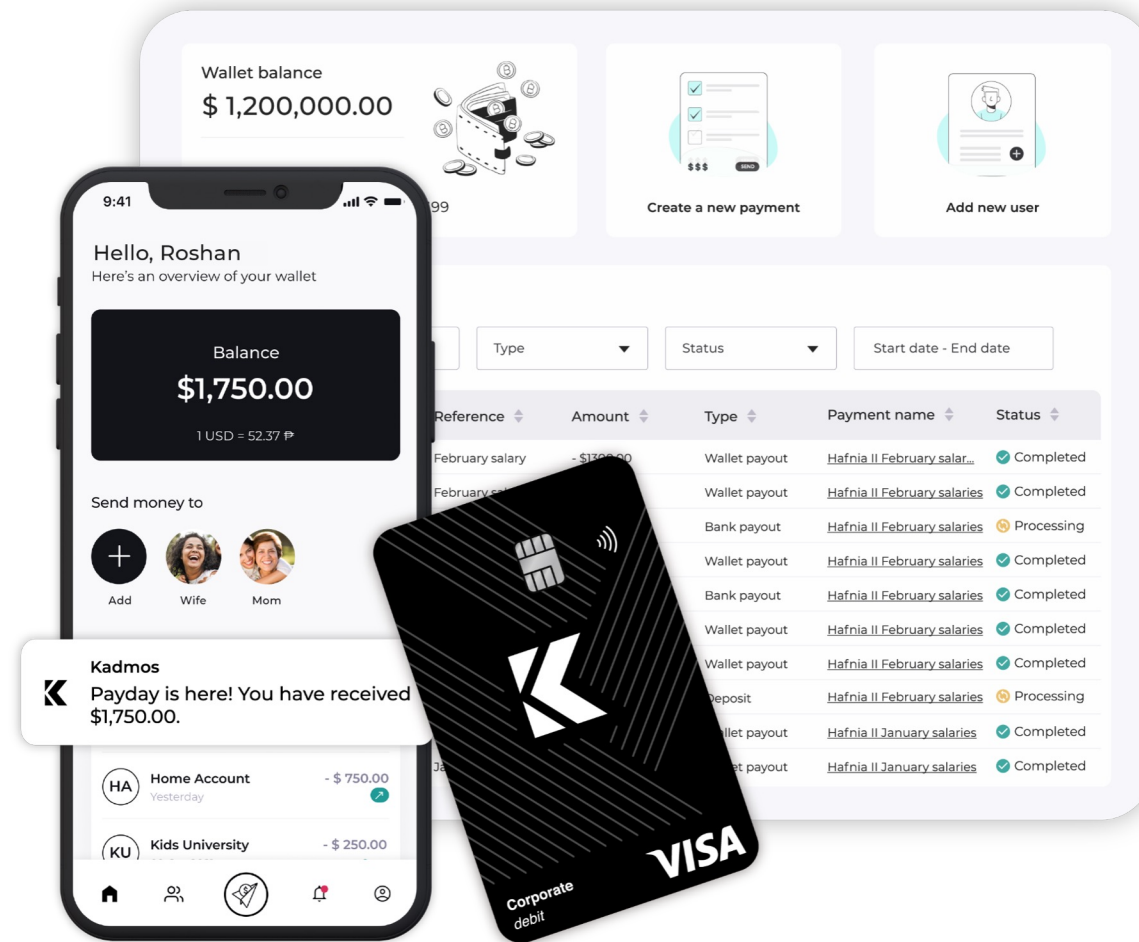 Wallet balance
$ 1,200,000.00
$$$ SEND
Create a new payment
Add new user
Type
Status
Start date - End date
Reference Amount Type Payment name Status
February salary Wallet payout Hafnia II February salar... Completed
February Wallet payout Hafnia II February salaries Completed
Bank payout Hafnia II February salaries Processing
Wallet payout Hafnia II February salaries Completed
Bank payout Hafnia II February salaries Completed
Wallet payout Hafnia II February salaries Completed
Wallet payout Hafnia II February salaries Completed
Deposit Hafnia II February salaries Processing
Wallet payout Hafnia II January salaries Completed
payout Hafnia II January salaries Completed
9:41
Hello, Roshan
Here's an overview of your wallet
Balance
$1,750.00
1 USD = 52.37 ₱
Send money to
Add Wife Mom
Kadmos
Payday is here! You have received
$1,750.00.
HA Home Account - $ 750.00
Yesterday
KU Kids University - $ 250.00
K
VISA
Corporate
debit